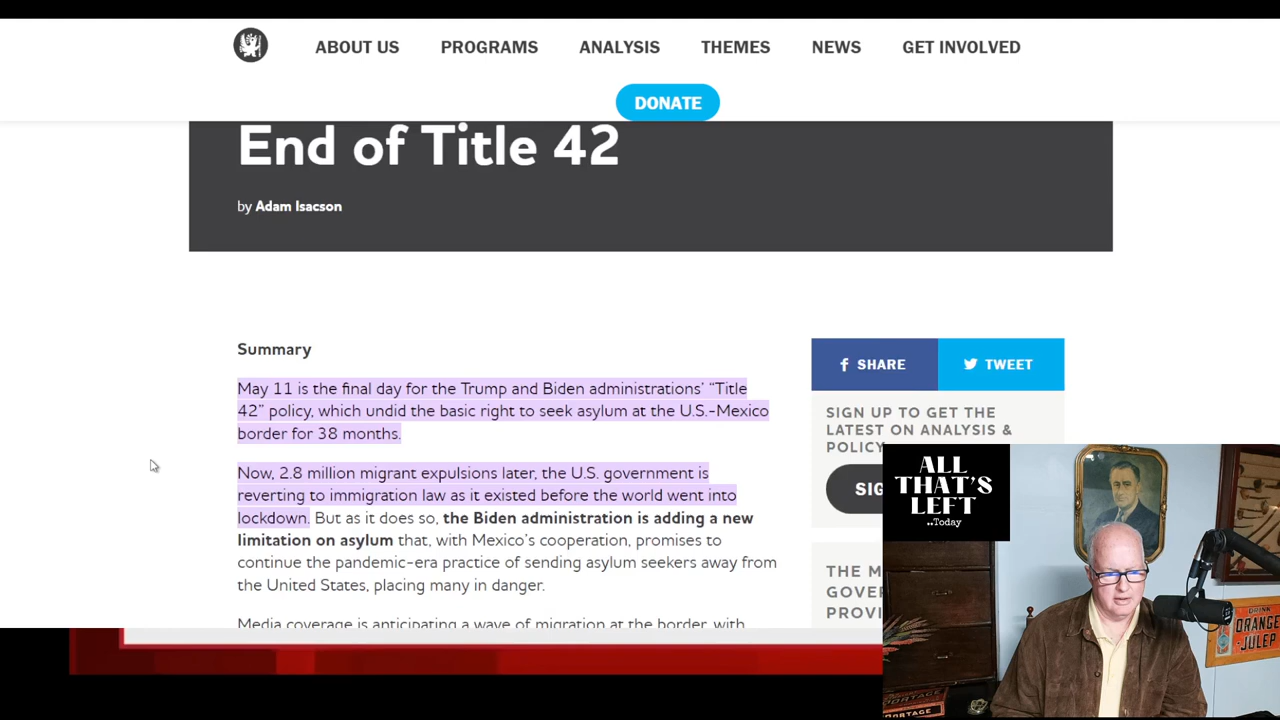 ABOUT US PROGRAMS ANALYSIS THEMES NEWS GET INVOLVED
DONATE
End of Title 42
by Adam Isacson
Summary
May 11 is the final day for the Trump and Biden administrations’ “Title
42” policy, which undid the basic right to seek asylum at the U.S.-Mexico
border for 38 months.
Now, 2.8 million migrant expulsions later, the U.S. government is
reverting to immigration law as it existed before the world went into
lockdown. But as it does so, the Biden administration is adding a new
limitation on asylum that, with Mexico’s cooperation, promises to
continue the pandemic-era practice of sending asylum seekers away from
the United States, placing many in danger.
Media coverage is anticipating a wave of migration at the border, with
SHARE TWEET
SIGN UP TO GET THE
LATEST ON ANALYSIS &
POLICY
THE
ALL
THAT'S
LEFT
..Today
DRINK
ORANGE
JULEP
PORTAGE